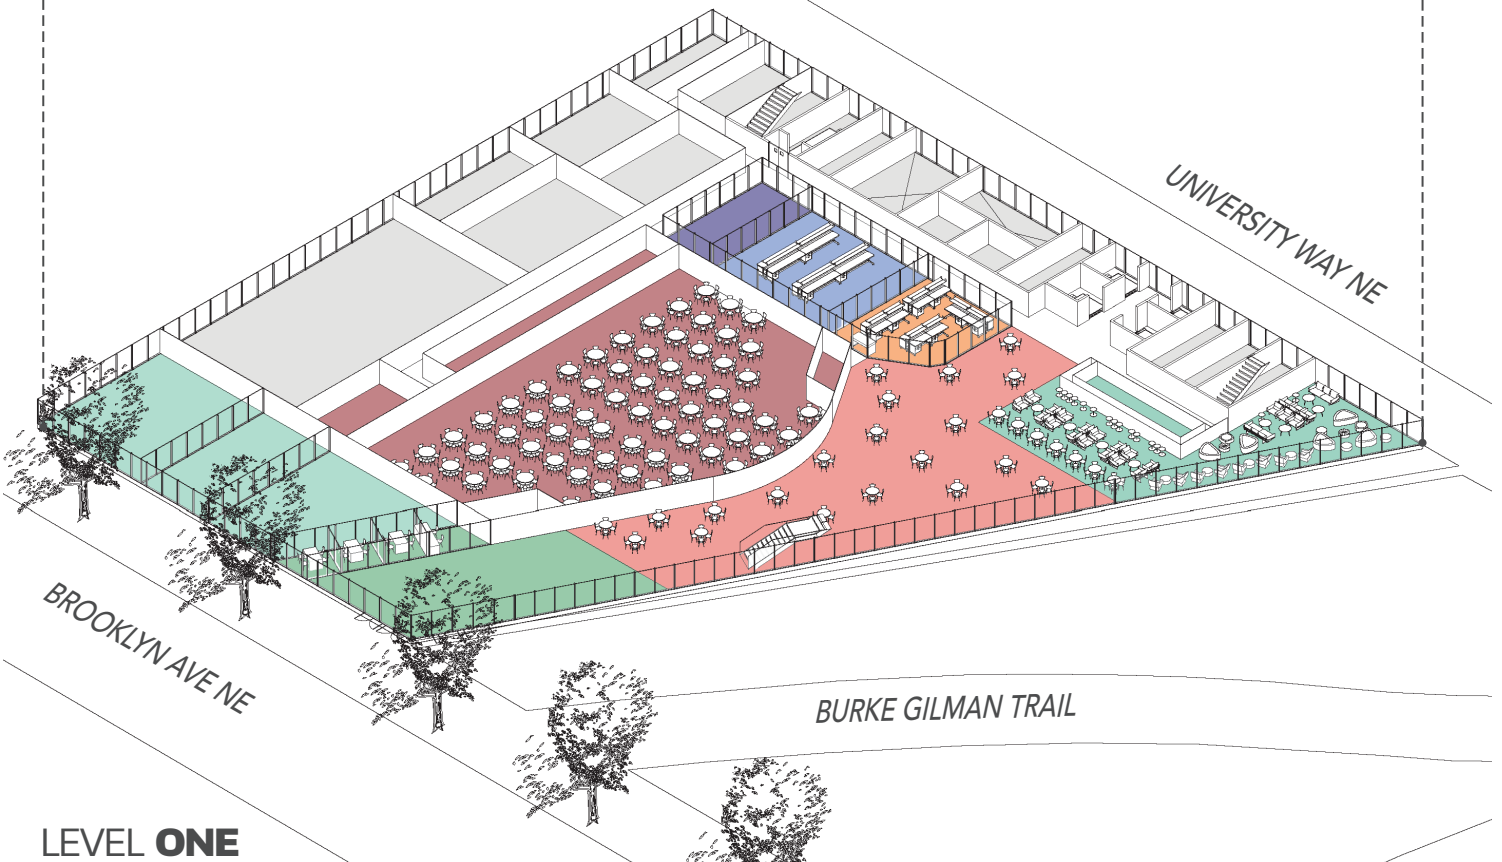 UNIVERSITY WAY NE
BROOKLYN AVE NE
BURKE GILMAN TRAIL
LEVEL ONE